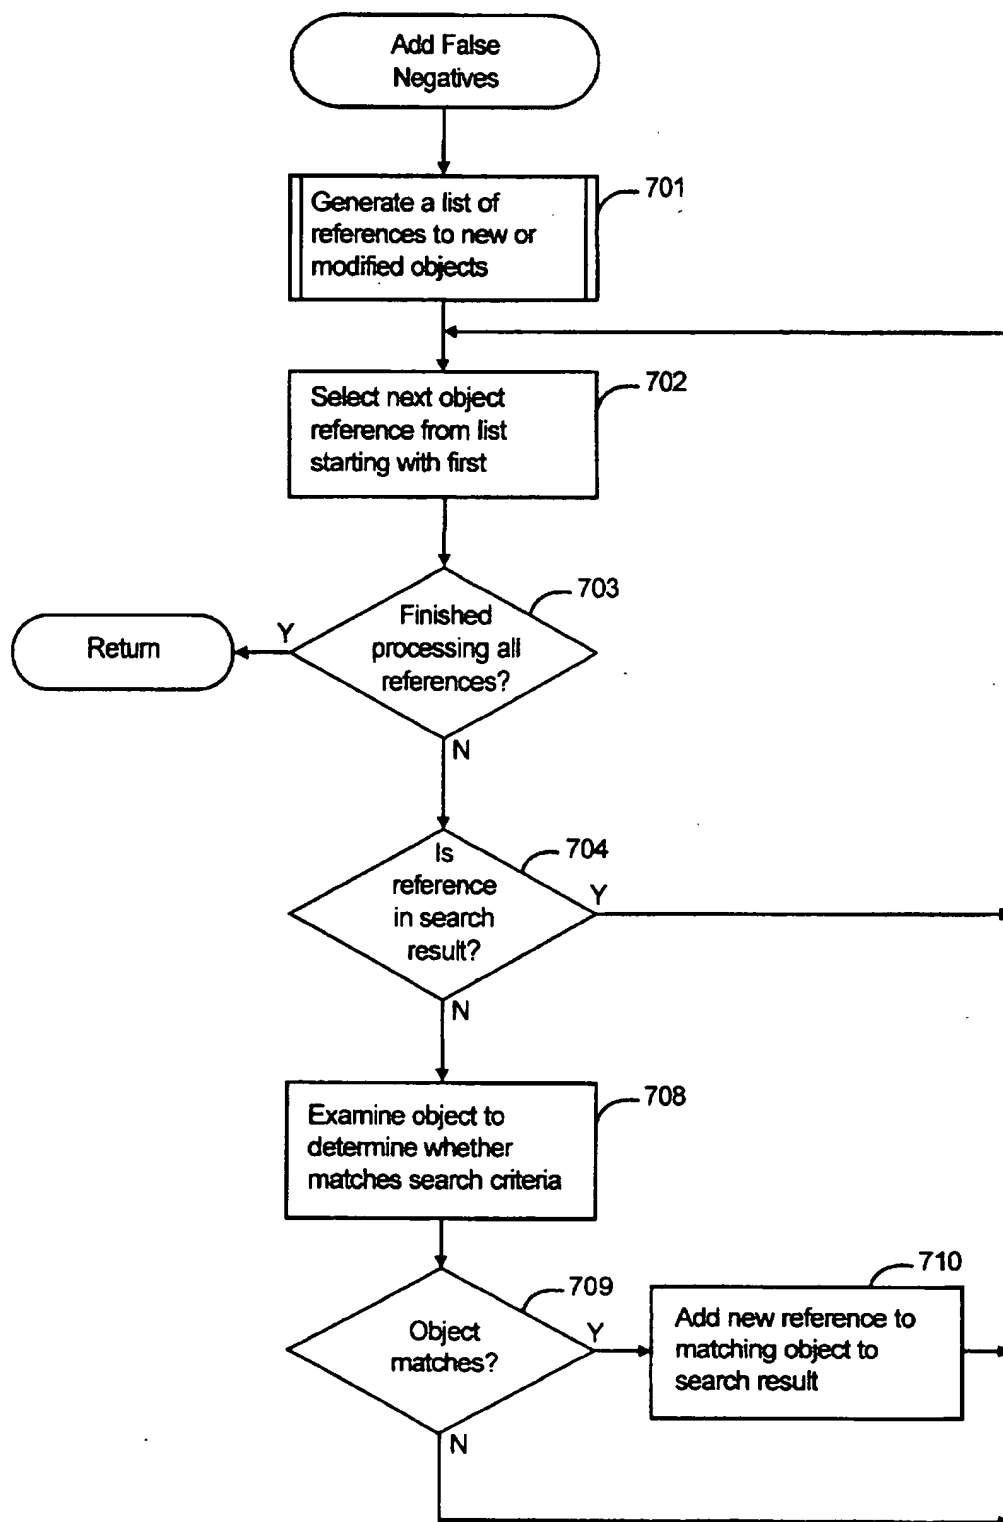 Add False
Negatives
701
Generate a list of
references to new or
modified objects
702
Select next object
reference from list
starting with first
703
Finished
processing all
references?
Y
Return
N
704
Is
reference
in search
result?
Y
N
708
Examine object to
determine whether
matches search criteria
709
Object
matches?
Y
710
Add new reference to
matching object to
search result
N